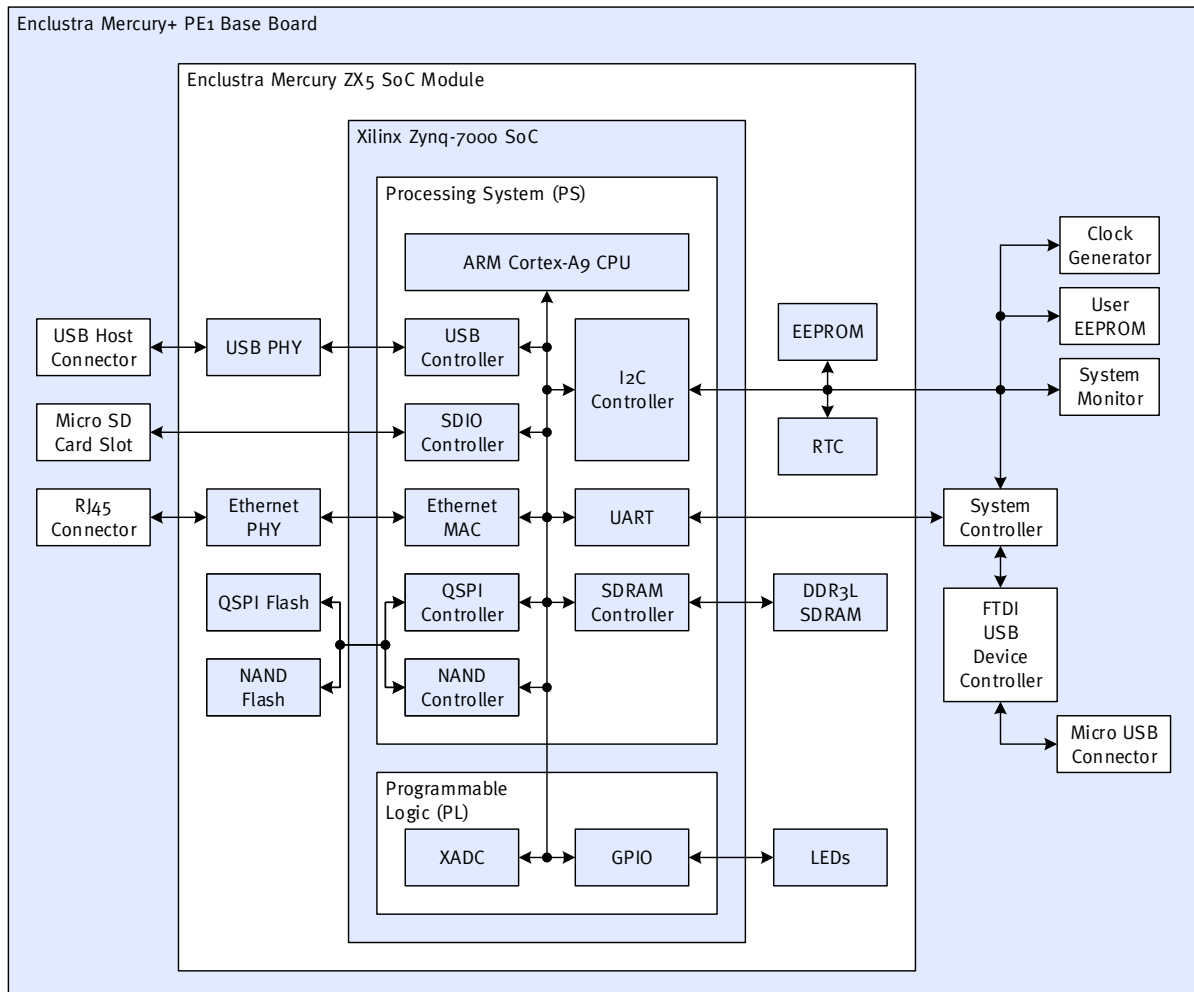 Enclustra Mercury+ PE1 Base Board
Enclustra Mercury ZX5 SoC Module
Xilinx Zynq-7000 SoC
Processing System (PS)
ARM Cortex-A9 CPU
Clock
Generator
USB Host
Connector
USB PHY
USB
Controller
I2C
Controller
EEPROM
User
EEPROM
System
Monitor
Micro SD
Card Slot
SDIO
Controller
RTC
RJ45
Connector
Ethernet
PHY
Ethernet
MAC
UART
System
Controller
QSPI Flash
QSPI
Controller
SDRAM
Controller
DDR3L
SDRAM
FTDI
USB
Device
Controller
NAND
Flash
NAND
Controller
Micro USB
Connector
Programmable
Logic (PL)
XADC
GPIO
LEDs